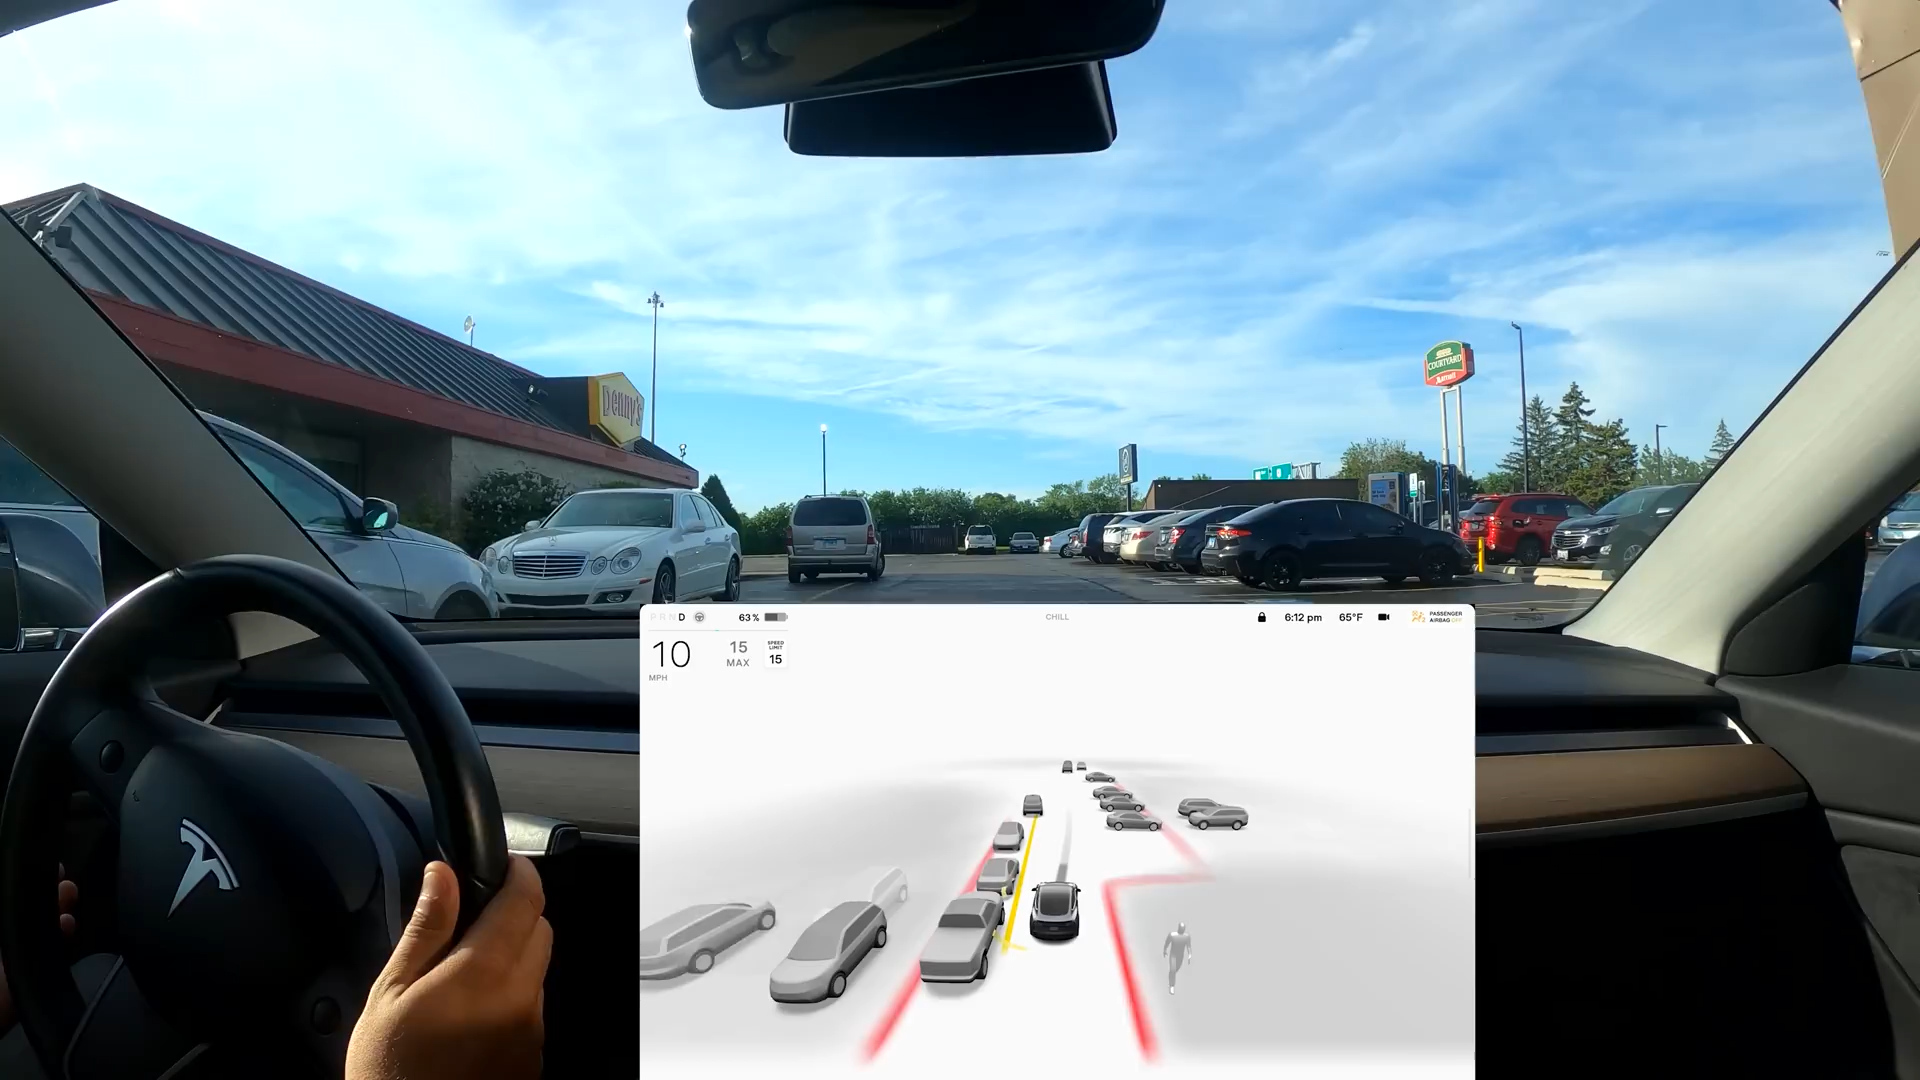 Denny's
COURTYARD
Marriott
P R N D
63 %
CHILL
6:12 pm
65°F
PASSENGER
AIRBAG OFF
10
MPH
15
MAX
SPEED
LIMIT
15